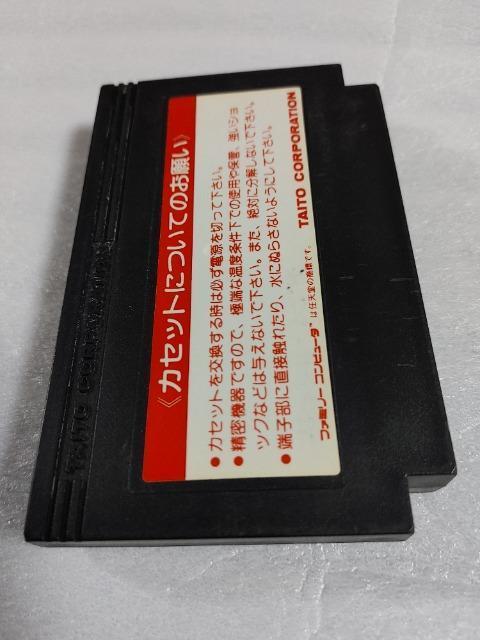 《カセットについてのお願い》
●カセットを交換する時は必ず電源を切って下さい。
●精密機器ですので、極端な温度条件下での使用や保管、強いショ
ックなどは与えないで下さい。また、絶対に分解しないで下さい。
●端子部に直接触れたり、水にぬらさないようにして下さい。
TAITO CORPORATION
ファミリーコンピュータ™は任天堂の商標です。
TAITO CORPORATION